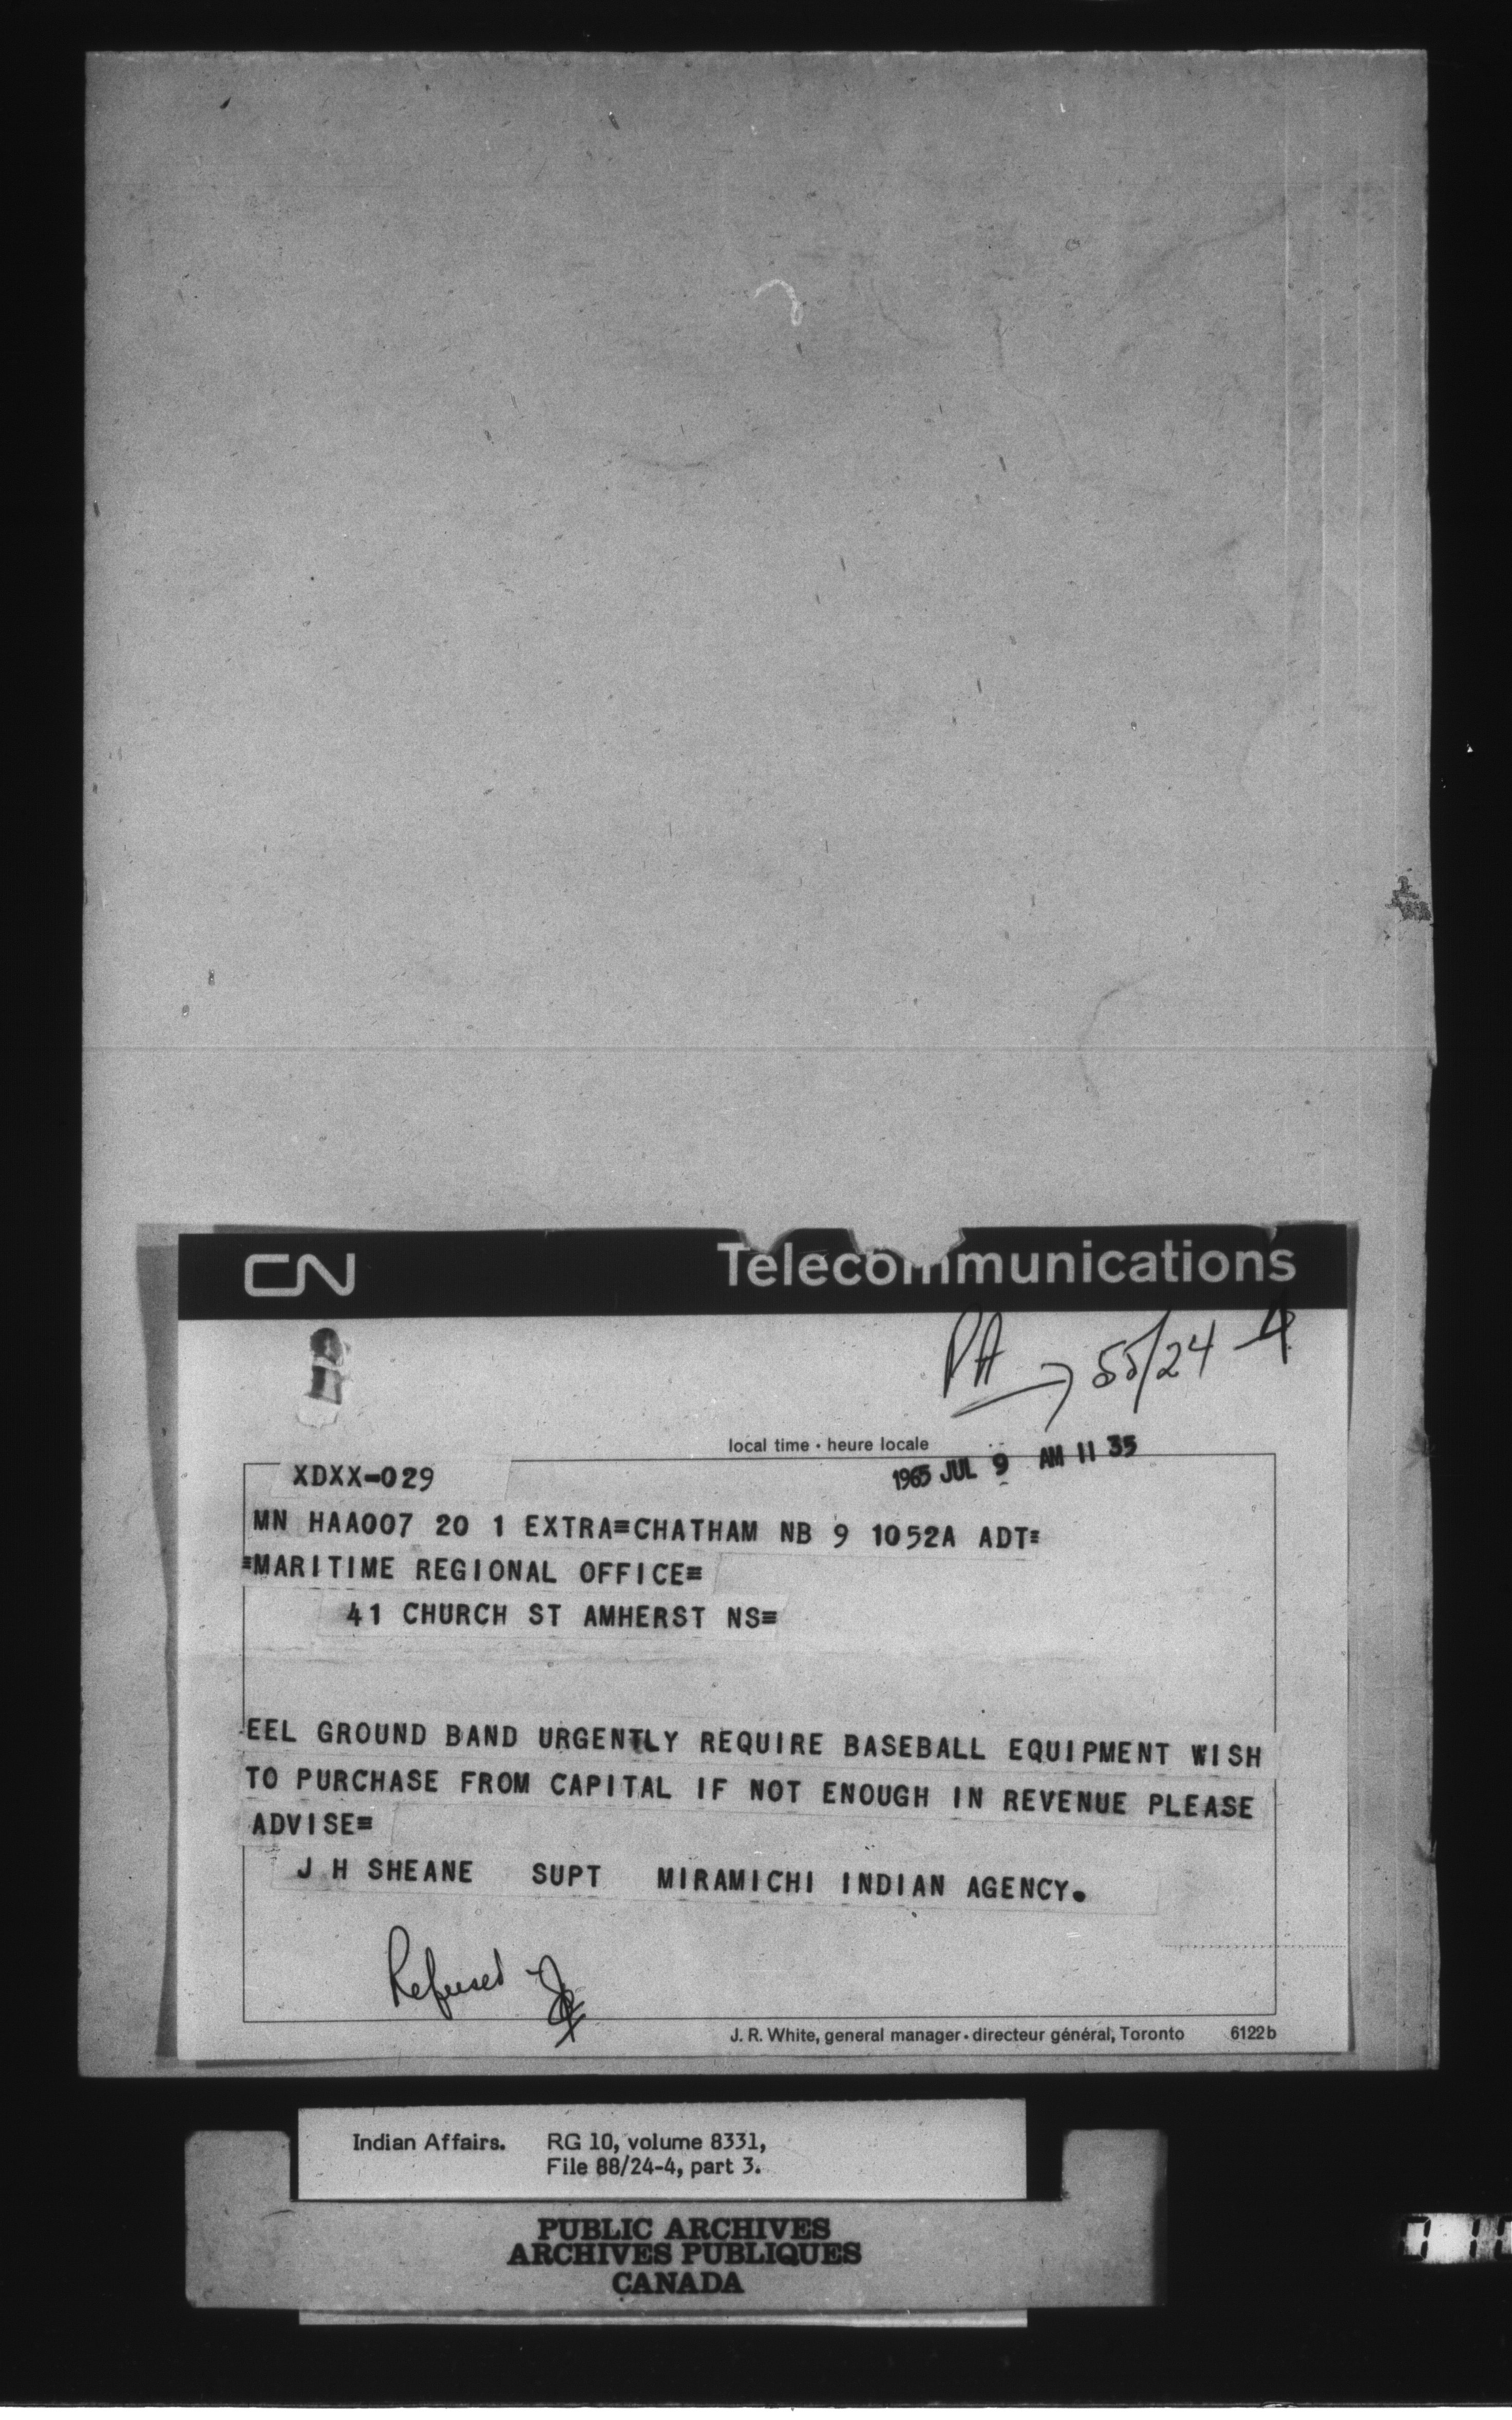 CN Telecommunications
PA → 55/24-4
local time • heure locale
1965 JUL 9 AM 11 35
XDXX-029
MN HAA007 20 1 EXTRA=CHATHAM NB 9 1052A ADT=
=MARITIME REGIONAL OFFICE=
41 CHURCH ST AMHERST NS=
EEL GROUND BAND URGENTLY REQUIRE BASEBALL EQUIPMENT WISH
TO PURCHASE FROM CAPITAL IF NOT ENOUGH IN REVENUE PLEASE
ADVISE=
J H SHEANE SUPT MIRAMICHI INDIAN AGENCY.
Refused
J. R. White, general manager • directeur général, Toronto 6122b
Indian Affairs. RG 10, volume 8331,
File 88/24-4, part 3.
PUBLIC ARCHIVES
ARCHIVES PUBLIQUES
CANADA